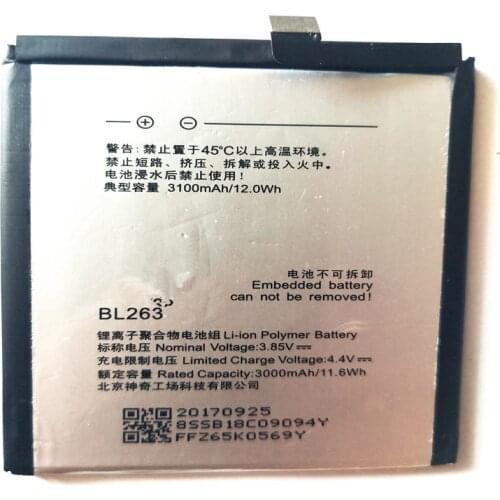 警告:禁止置于45℃以上高温环境。
禁止短路、挤压、拆解或投入火中。
电池浸水后禁止使用!
典型容量 3100mAh/12.0Wh
电池不可拆卸
Embedded battery
can not be disassembled
BL263
锂离子聚合物电池组 Li-ion Polymer Battery
标称电压 Nominal Voltage:3.85V
充电限制电压 Limited Charge Voltage:4.4V
额定容量 Rated Capacity:3000mAh/11.6Wh
北京神奇工场科技有限公司
20170925
8SSB18C09094Y
FFZ65K0569Y